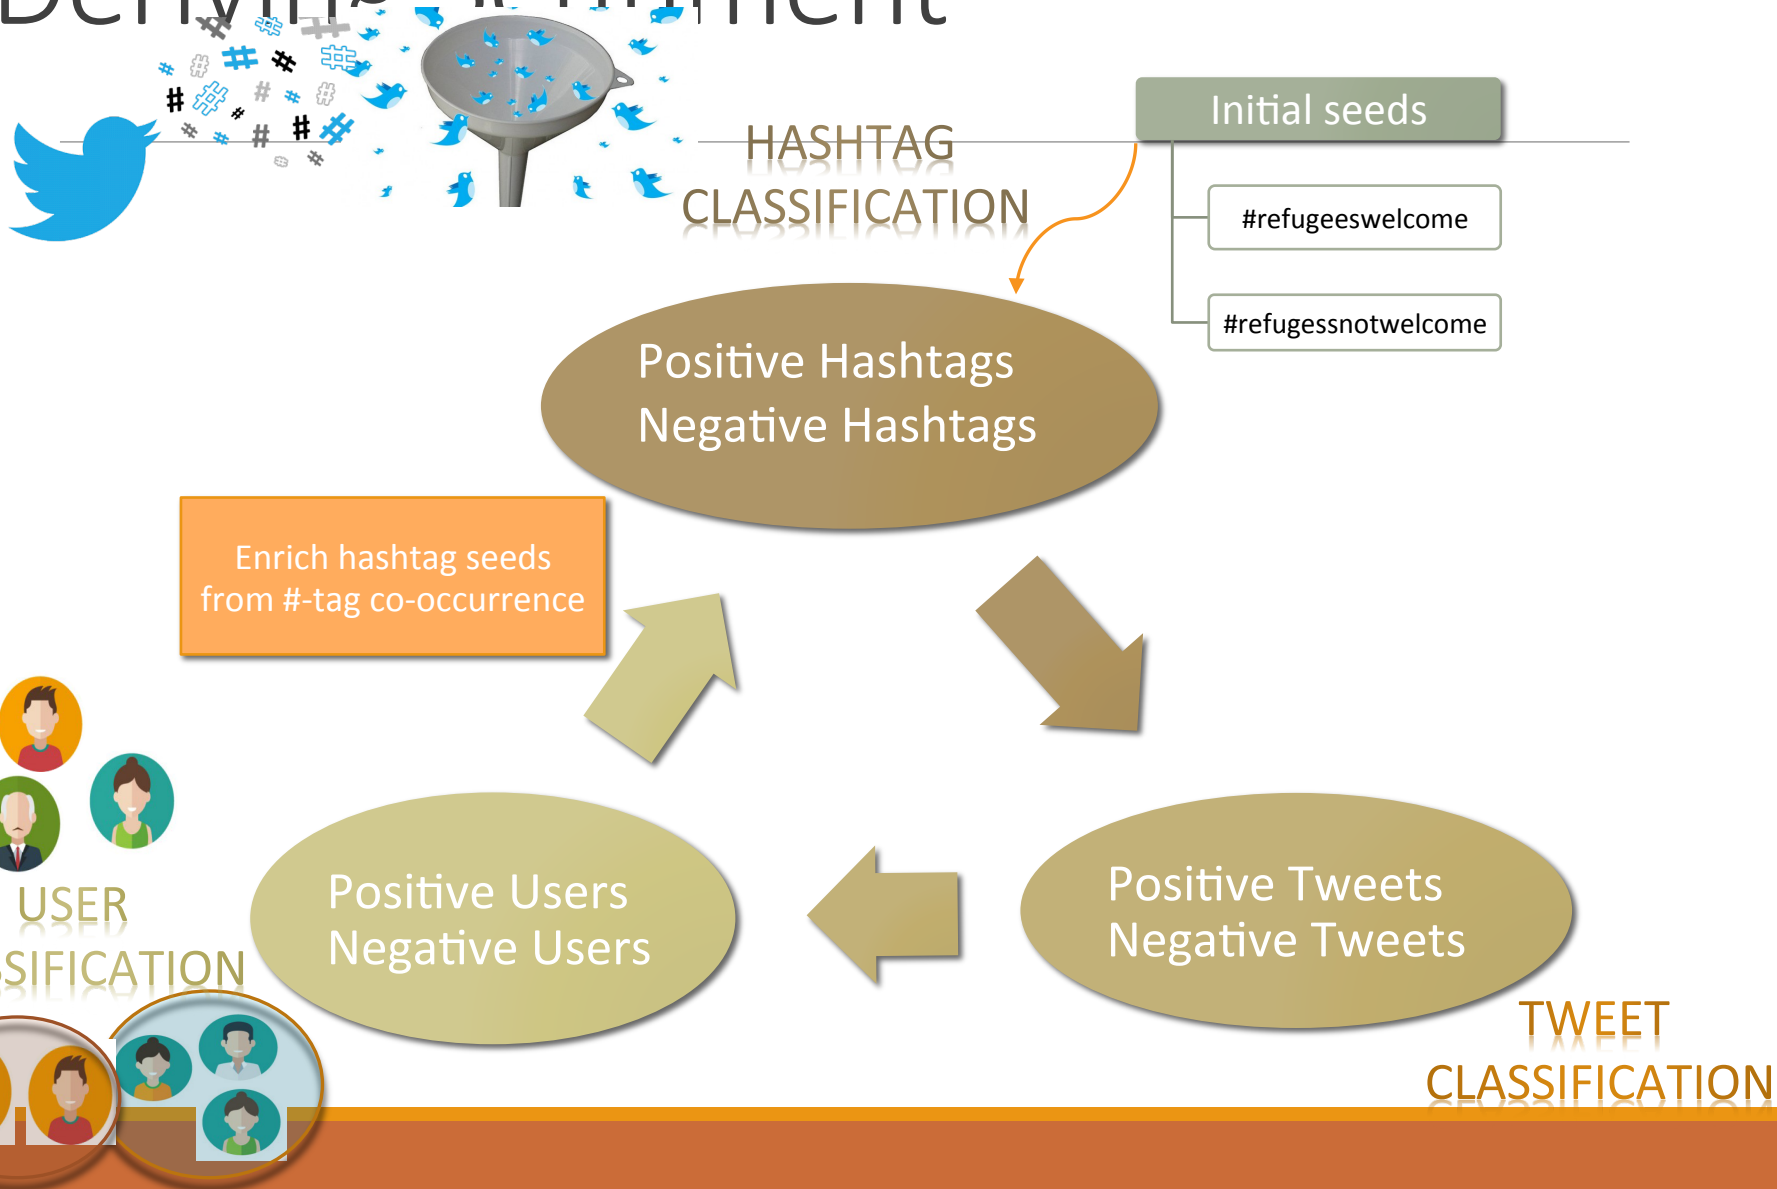 HASHTAG
CLASSIFICATION
Initial seeds
#refugeeswelcome
#refugessnotwelcome
Positive Hashtags
Negative Hashtags
Enrich hashtag seeds
from #-tag co-occurrence
Positive Users
Negative Users
USER
SSIFICATION
Positive Tweets
Negative Tweets
TWEET
CLASSIFICATION